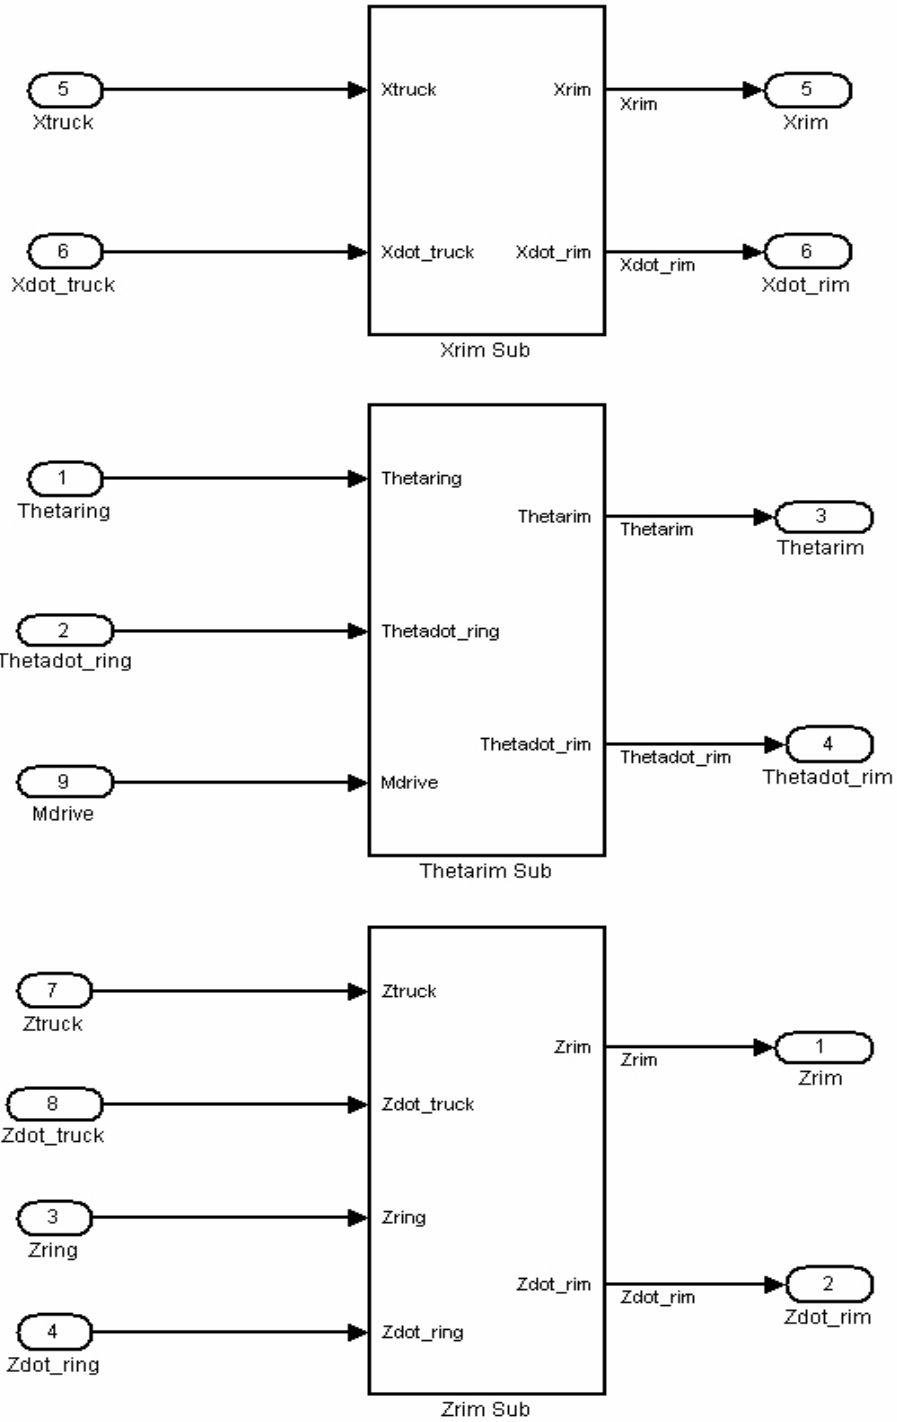 5
Xtruck
Xtruck
Xrim
Xrim
5
Xrim
6
Xdot_truck
Xdot_truck
Xdot_rim
Xdot_rim
6
Xdot_rim
Xrim Sub
1
Thetaring
Thetaring
Thetarim
Thetarim
3
Thetarim
2
Thetadot_ring
Thetadot_ring
Thetadot_rim
Thetadot_rim
4
Thetadot_rim
9
Mdrive
Mdrive
Thetarim Sub
7
Ztruck
Ztruck
Zrim
Zrim
1
Zrim
8
Zdot_truck
Zdot_truck
3
Zring
Zring
Zdot_rim
Zdot_rim
2
Zdot_rim
4
Zdot_ring
Zdot_ring
Zrim Sub